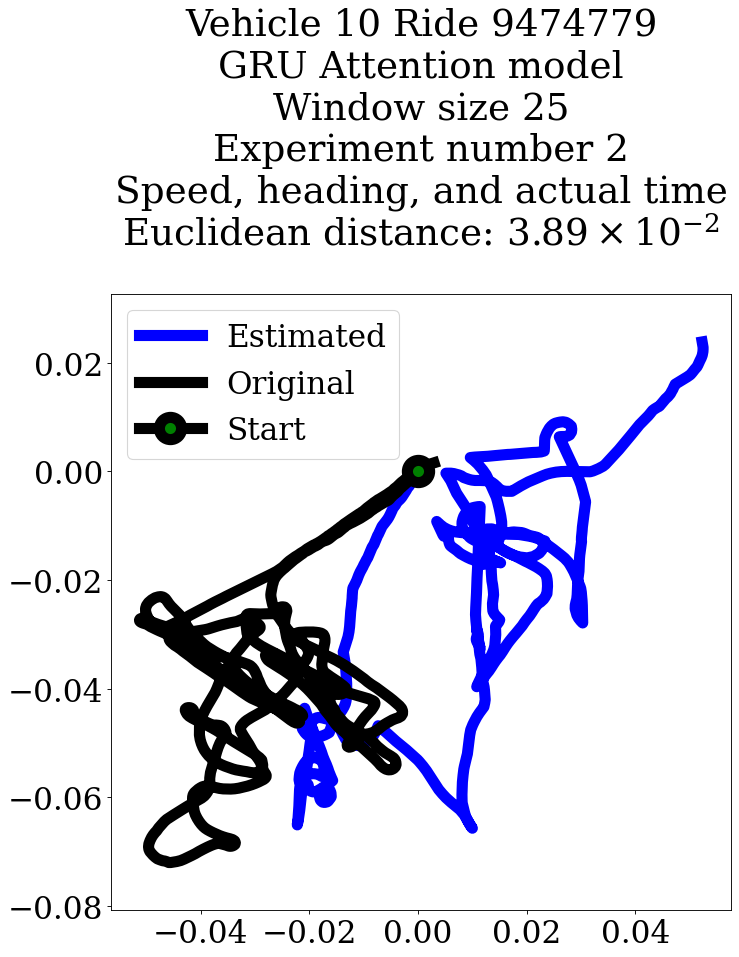 Vehicle 10 Ride 9474779
GRU Attention model
Window size 25
Experiment number 2
Speed, heading, and actual time
Euclidean distance: 3.89 × 10⁻²
Estimated
Original
Start
0.02
0.00
−0.02
−0.04
−0.06
−0.08
−0.04 −0.02 0.00 0.02 0.04